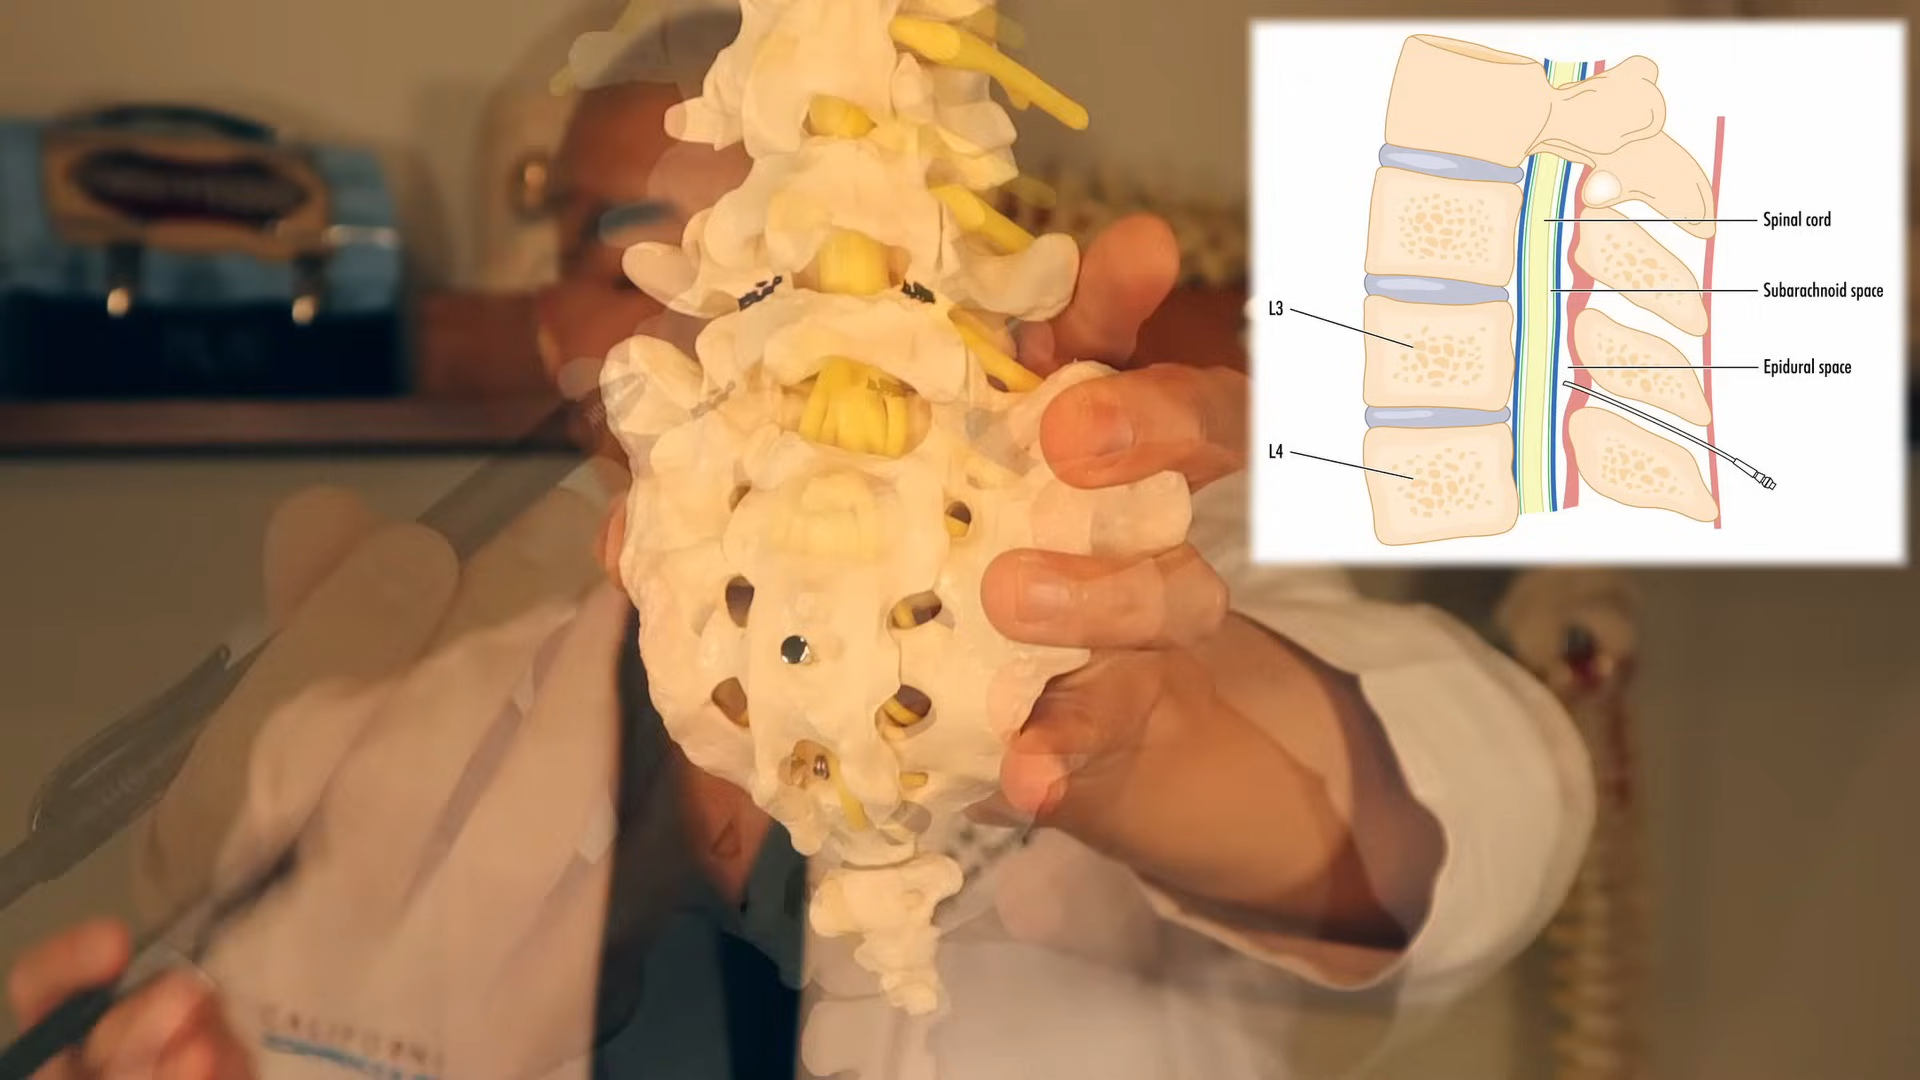 Spinal cord
Subarachnoid space
L3
Epidural space
L4